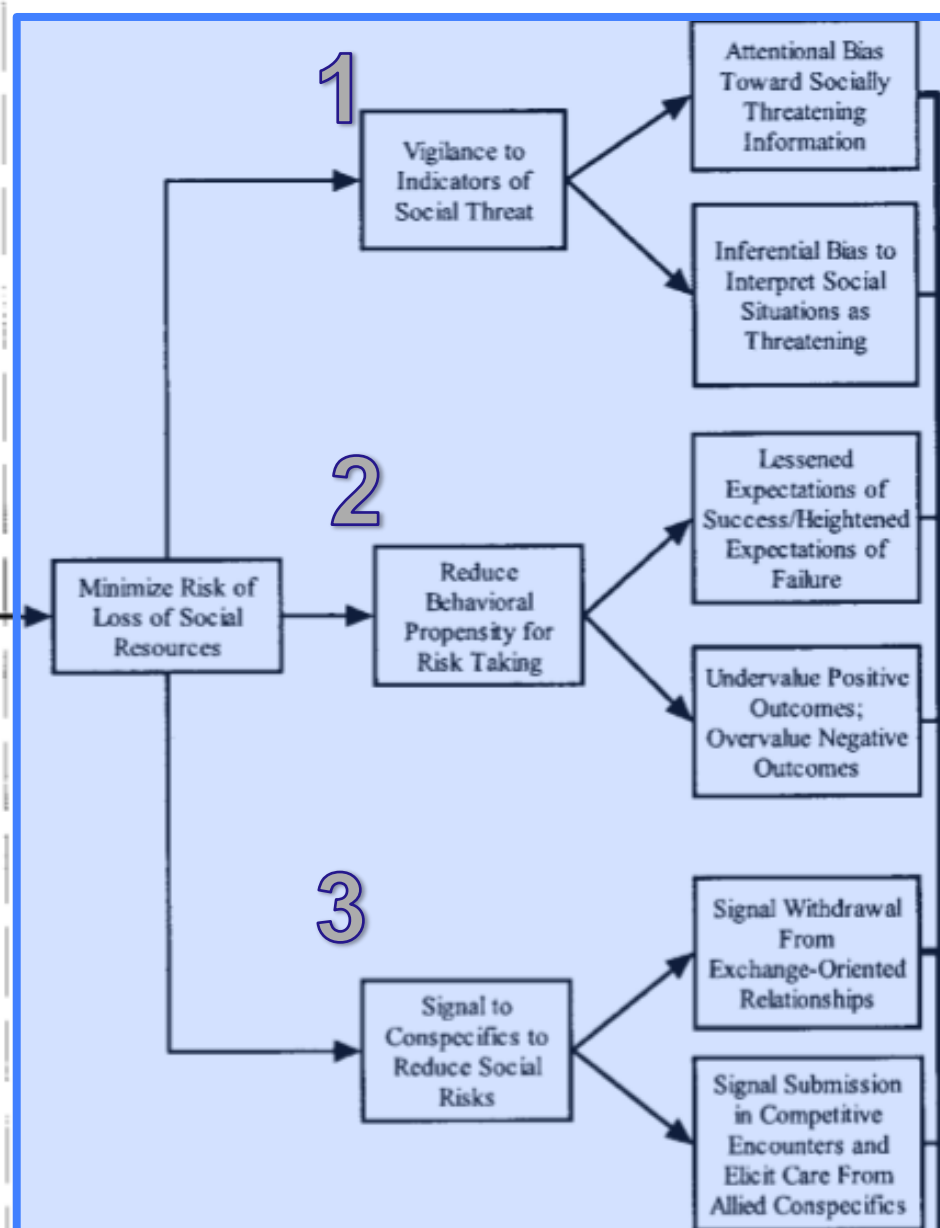 1
Attentional Bias
Toward Socially
Threatening
Information
Vigilance to
Indicators of
Social Threat
Inferential Bias to
Interpret Social
Situations as
Threatening
2
Lessened
Expectations of
Success/Heightened
Expectations of
Failure
Minimize Risk of
Loss of Social
Resources
Reduce
Behavioral
Propensity for
Risk Taking
Undervalue Positive
Outcomes;
Overvalue Negative
Outcomes
3
Signal Withdrawal
From
Exchange-Oriented
Relationships
Signal to
Conspecifics to
Reduce Social
Risks
Signal Submission
in Competitive
Encounters and
Elicit Care From
Allied Conspecifics